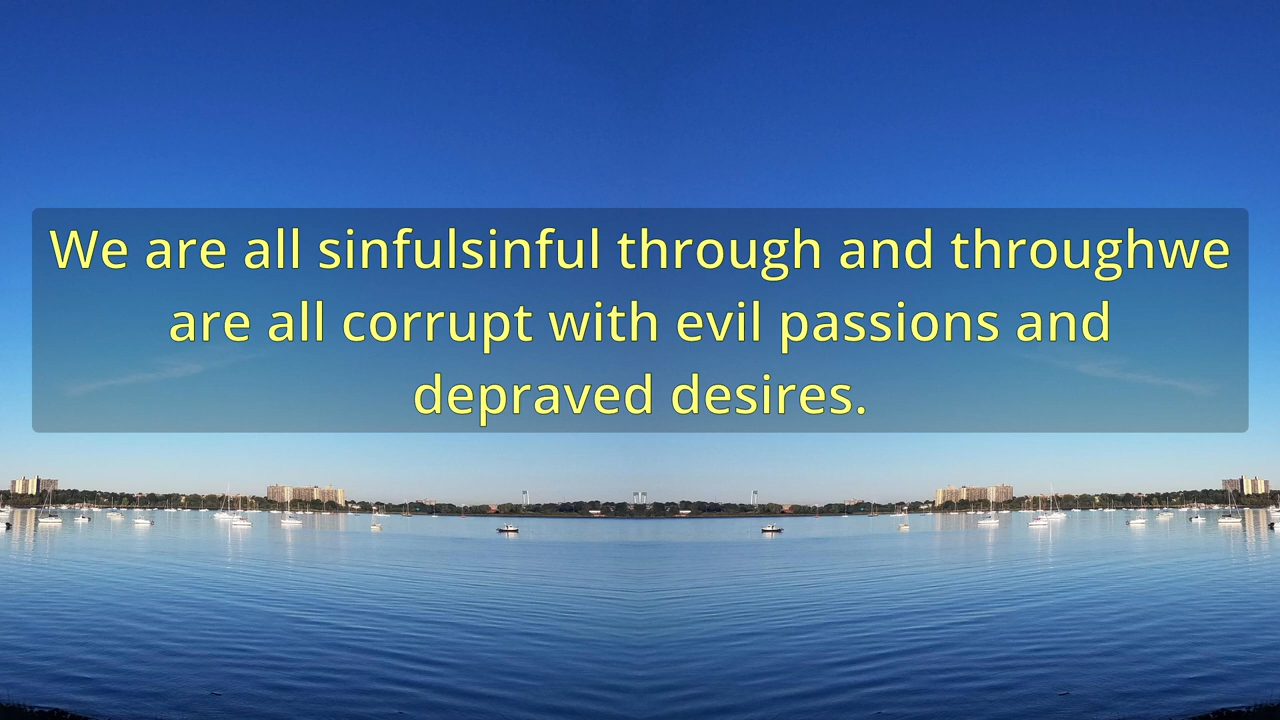 We are all sinfulsinful through and throughwe
are all corrupt with evil passions and
depraved desires.